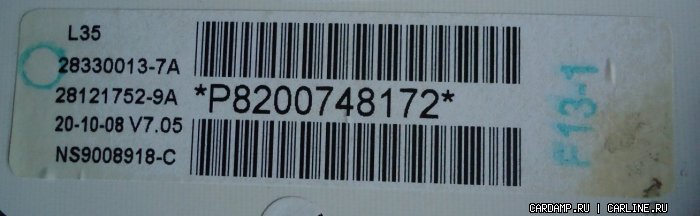 L35
28330013-7A
28121752-9A
20-10-08 V7.05
NS9008918-C
*P8200748172*
F13-1
CARDAMP.RU | CARLINE.RU